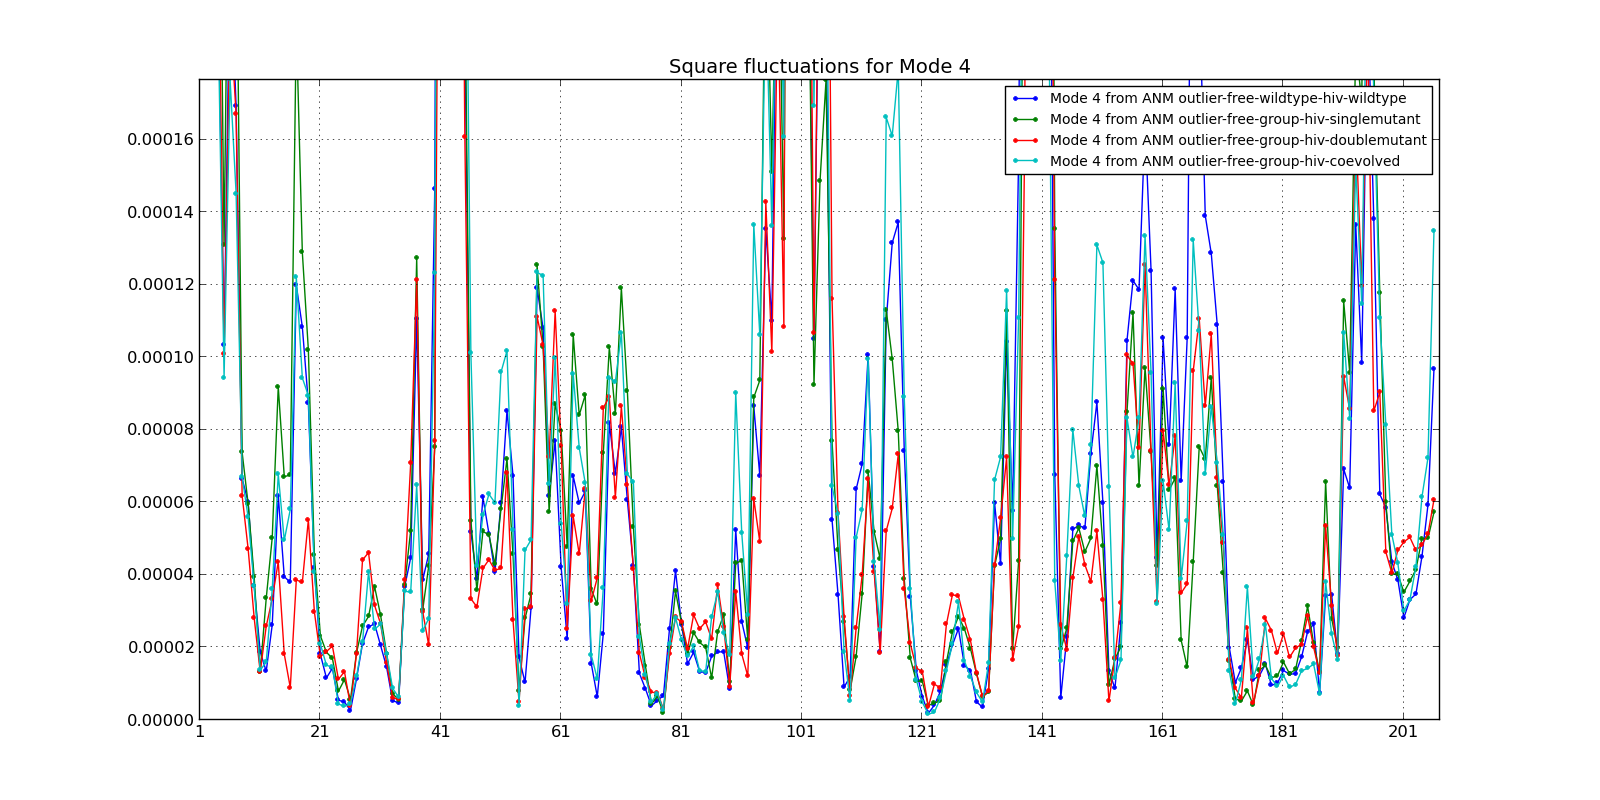 Square fluctuations for Mode 4
Mode 4 from ANM outlier-free-wildtype-hiv-wildtype
Mode 4 from ANM outlier-free-group-hiv-singlemutant
Mode 4 from ANM outlier-free-group-hiv-doublemutant
Mode 4 from ANM outlier-free-group-hiv-coevolved
0.00016
0.00014
0.00012
0.00010
0.00008
0.00006
0.00004
0.00002
0.00000
1 21 41 61 81 101 121 141 161 181 201